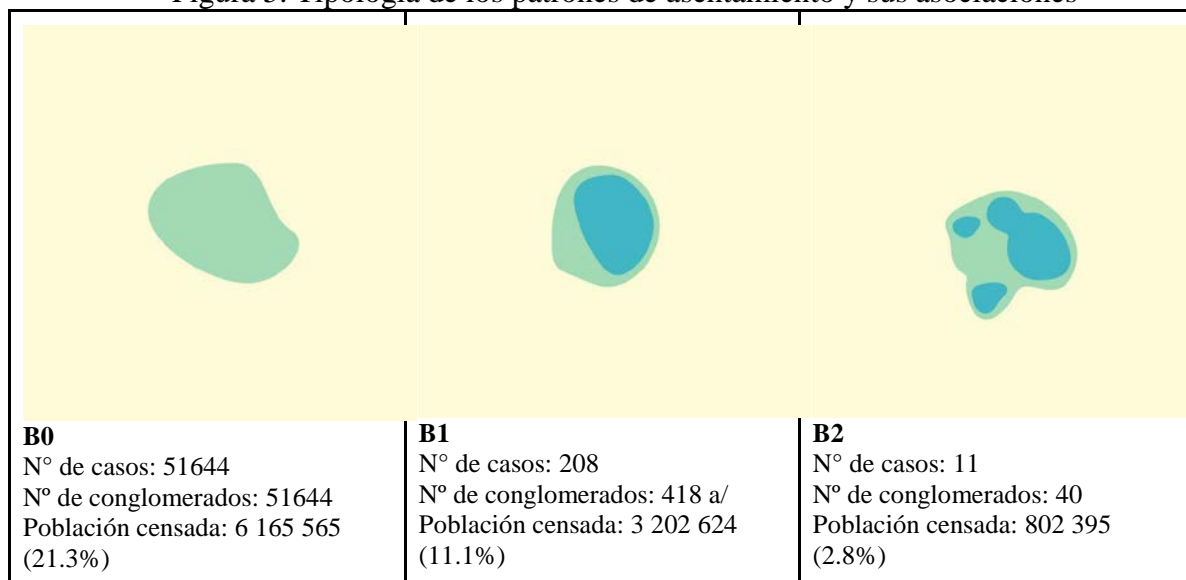 Figura 3. Tipología de los patrones de asentamiento y sus asociaciones
B0
N° de casos: 51644
Nº de conglomerados: 51644
Población censada: 6 165 565
(21.3%)
B1
N° de casos: 208
Nº de conglomerados: 418 a/
Población censada: 3 202 624
(11.1%)
B2
N° de casos: 11
Nº de conglomerados: 40
Población censada: 802 395
(2.8%)